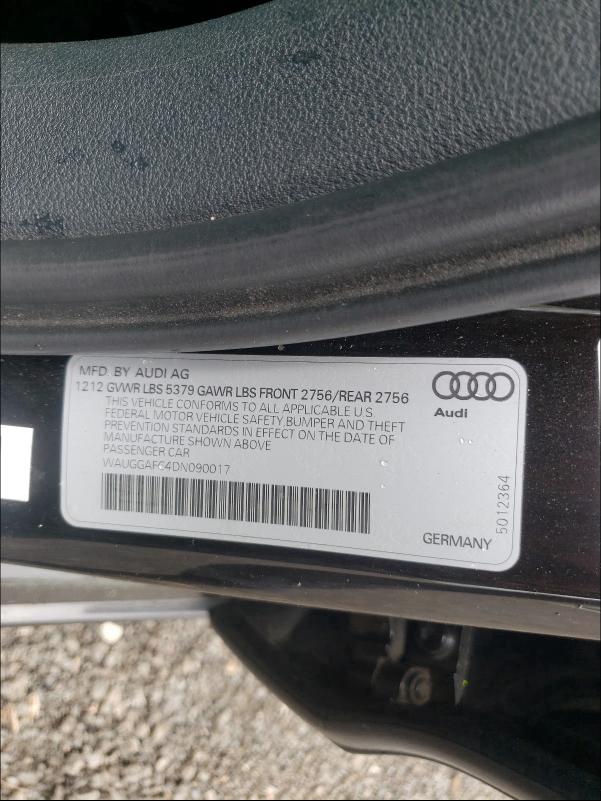 MFD. BY AUDI AG
1212 GVWR LBS 5379 GAWR LBS FRONT 2756/REAR 2756
THIS VEHICLE CONFORMS TO ALL APPLICABLE U.S.
FEDERAL MOTOR VEHICLE SAFETY,BUMPER AND THEFT
PREVENTION STANDARDS IN EFFECT ON THE DATE OF
MANUFACTURE SHOWN ABOVE
PASSENGER CAR
WAUGGAFC4DN090017
Audi
GERMANY
5012364